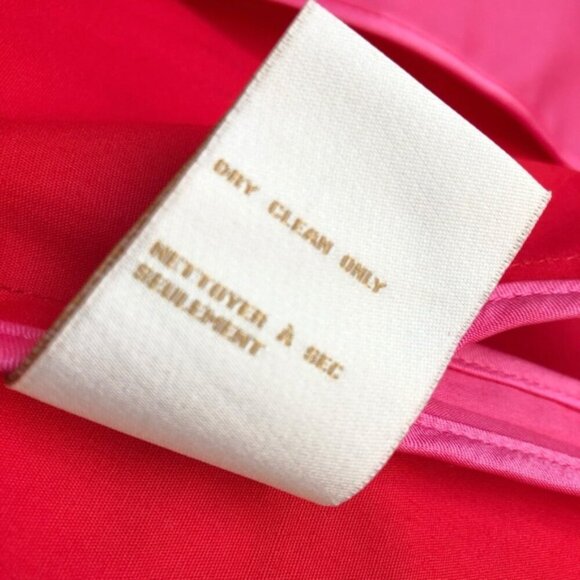 DRY CLEAN ONLY
NETTOYER À SEC
SEULEMENT